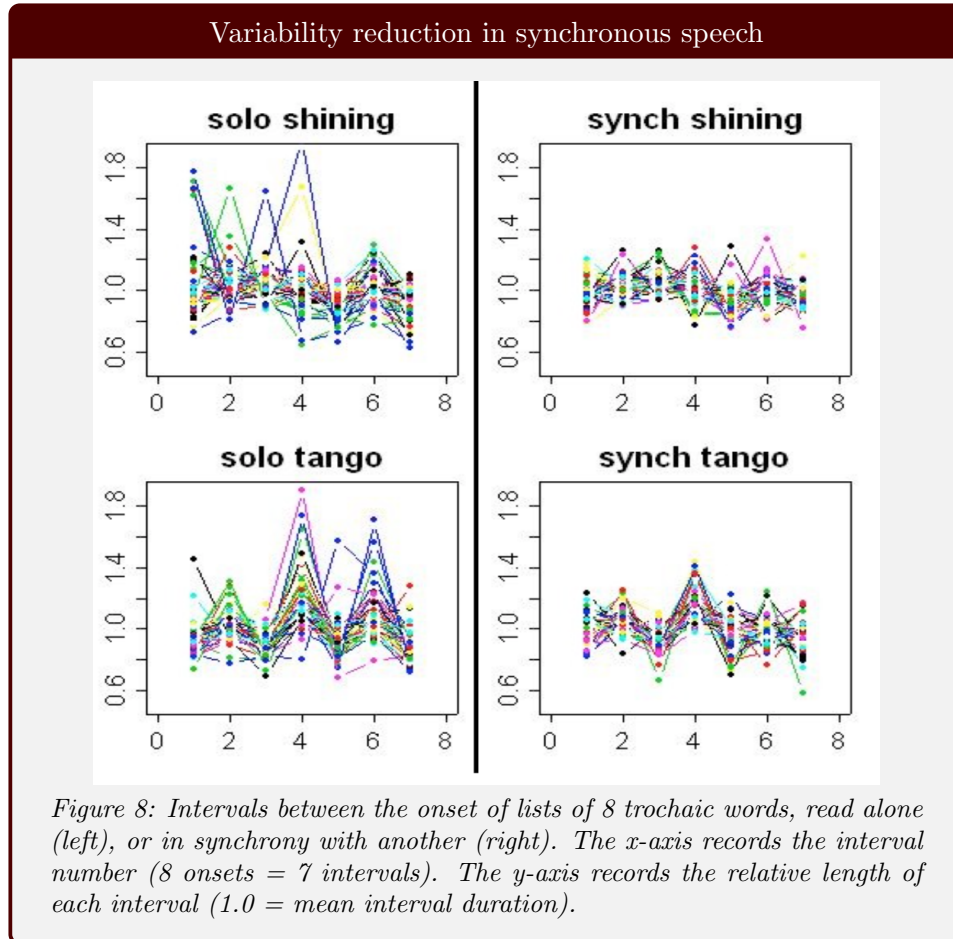 Variability reduction in synchronous speech
solo shining
synch shining
1.8
1.4
1.0
0.6
0 2 4 6 8
1.8
1.4
1.0
0.6
0 2 4 6 8
solo tango
synch tango
1.8
1.4
1.0
0.6
0 2 4 6 8
1.8
1.4
1.0
0.6
0 2 4 6 8
Figure 8: Intervals between the onset of lists of 8 trochaic words, read alone
(left), or in synchrony with another (right). The x-axis records the interval
number (8 onsets = 7 intervals). The y-axis records the relative length of
each interval (1.0 = mean interval duration).